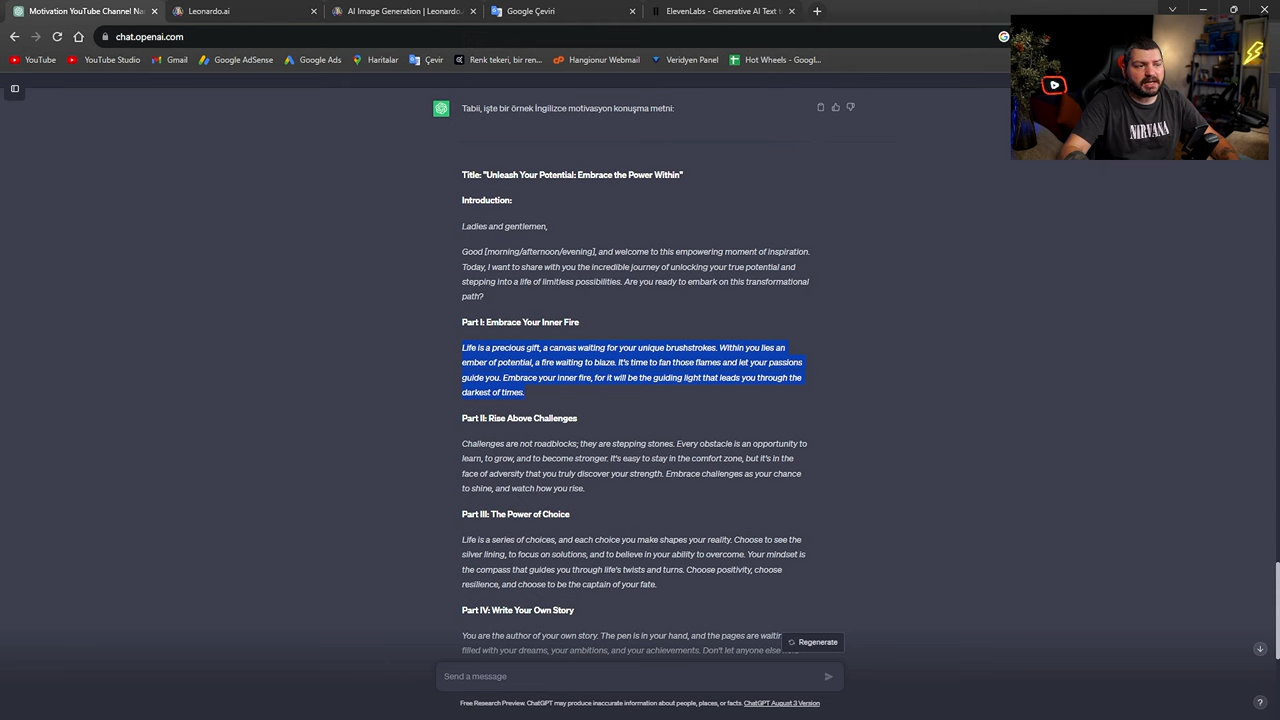 Motivation YouTube Channel Na
Leonardo.ai
AI Image Generation | Leonardo
Google Çeviri
Renk tekeri, bir ren...
Generative AI Text t
chat.openai.com
YouTube
YouTube Studio
Gmail
Google AdSense
Google Ads
Haritalar
Çevir
Renk tekeri, bir ren...
Hangionur Webmail
Veridyen Panel
Hot Wheels - Googl...
NIRVANA
Tabii, işte bir örnek İngilizce motivasyon konuşma metni:
Title: "Unleash Your Potential: Embrace the Power Within"
Introduction:
Ladies and gentlemen,
Good [morning/afternoon/evening], and welcome to this empowering moment of inspiration.
Today, I want to share with you the incredible journey of unlocking your true potential and
stepping into a life of limitless possibilities. Are you ready to embark on this transformational
path?
Part I: Embrace Your Inner Fire
Life is a precious gift, a canvas waiting for your unique brushstrokes. Within you lies an
ember of potential, a fire waiting to blaze. It's time to fan those flames and let your passions
guide you. Embrace your inner fire, for it will be the guiding light that leads you through the
darkest of times.
Part II: Rise Above Challenges
Challenges are not roadblocks; they are stepping stones. Every obstacle is an opportunity to
learn, to grow, and to become stronger. It's easy to stay in the comfort zone, but it's in the
face of adversity that you truly discover your strength. Embrace challenges as your chance
to shine, and watch how you rise.
Part III: The Power of Choice
Life is a series of choices, and each choice you make shapes your reality. Choose to see the
silver lining, to focus on solutions, and to believe in your ability to overcome. Your mindset is
the compass that guides you through life's twists and turns. Choose positivity, choose
resilience, and choose to be the captain of your fate.
Part IV: Write Your Own Story
You are the author of your own story. The pen is in your hand, and the pages are waitin
filled with your dreams, your ambitions, and your achievements. Don't let anyone else
Regenerate
Send a message
Free Research Preview. ChatGPT may produce inaccurate information about people, places, or facts. ChatGPT August 3 Version
?